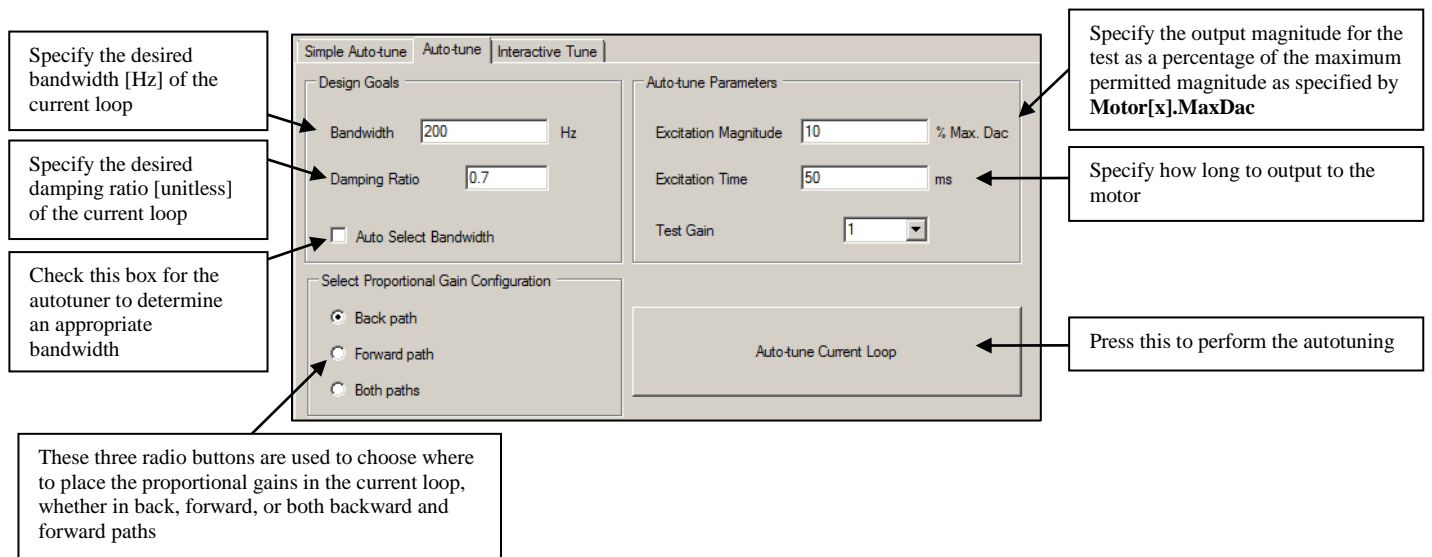 Specify the desired
bandwidth [Hz] of the
current loop
Specify the desired
damping ratio [unitless]
of the current loop
Check this box for the
autotuner to determine
an appropriate
bandwidth
Simple Auto-tune
Auto-tune
Interactive Tune
Design Goals
Bandwidth 200 Hz
Damping Ratio 0.7
Auto Select Bandwidth
Select Proportional Gain Configuration
Back path
Forward path
Both paths
Auto-tune Parameters
Excitation Magnitude 10 % Max. Dac
Excitation Time 50 ms
Test Gain 1
Auto-tune Current Loop
Specify the output magnitude for the
test as a percentage of the maximum
permitted magnitude as specified by
Motor[x].MaxDac
Specify how long to output to the
motor
Press this to perform the autotuning
These three radio buttons are used to choose where
to place the proportional gains in the current loop,
whether in back, forward, or both backward and
forward paths